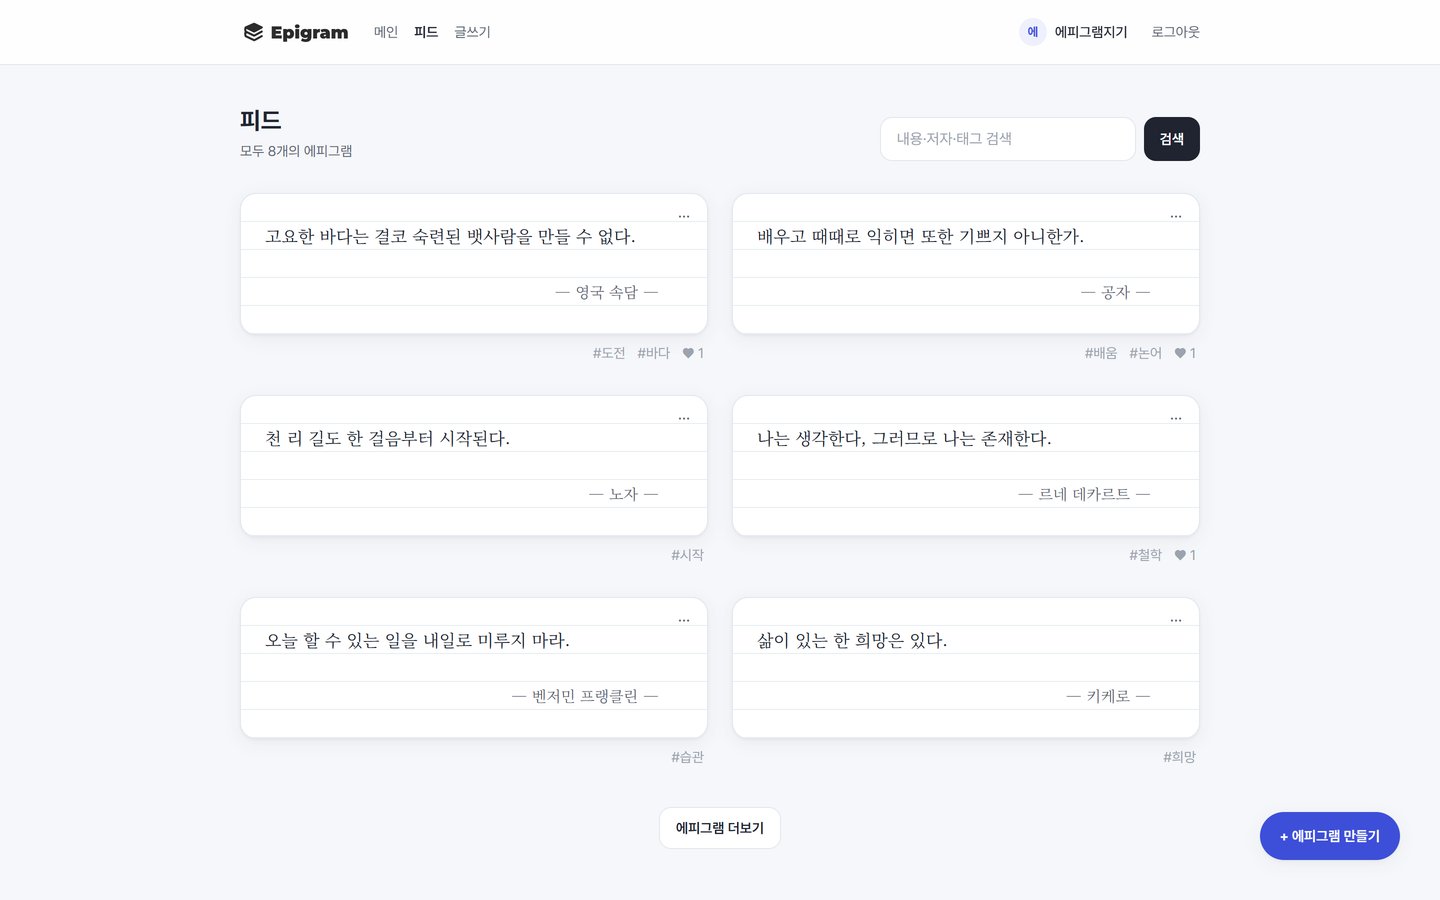 Epigram 메인 피드 글쓰기 에 에피그램지기 로그아웃
피드
모두 8개의 에피그램
내용·저자·태그 검색 검색
...
고요한 바다는 결코 숙련된 뱃사람을 만들 수 없다.
— 영국 속담 —
#도전 #바다 1
...
배우고 때때로 익히면 또한 기쁘지 아니한가.
— 공자 —
#배움 #논어 1
...
천 리 길도 한 걸음부터 시작된다.
— 노자 —
#시작
...
나는 생각한다, 그러므로 나는 존재한다.
— 르네 데카르트 —
#철학 1
...
오늘 할 수 있는 일을 내일로 미루지 마라.
— 벤저민 프랭클린 —
#습관
...
삶이 있는 한 희망은 있다.
— 키케로 —
#희망
에피그램 더보기
+ 에피그램 만들기